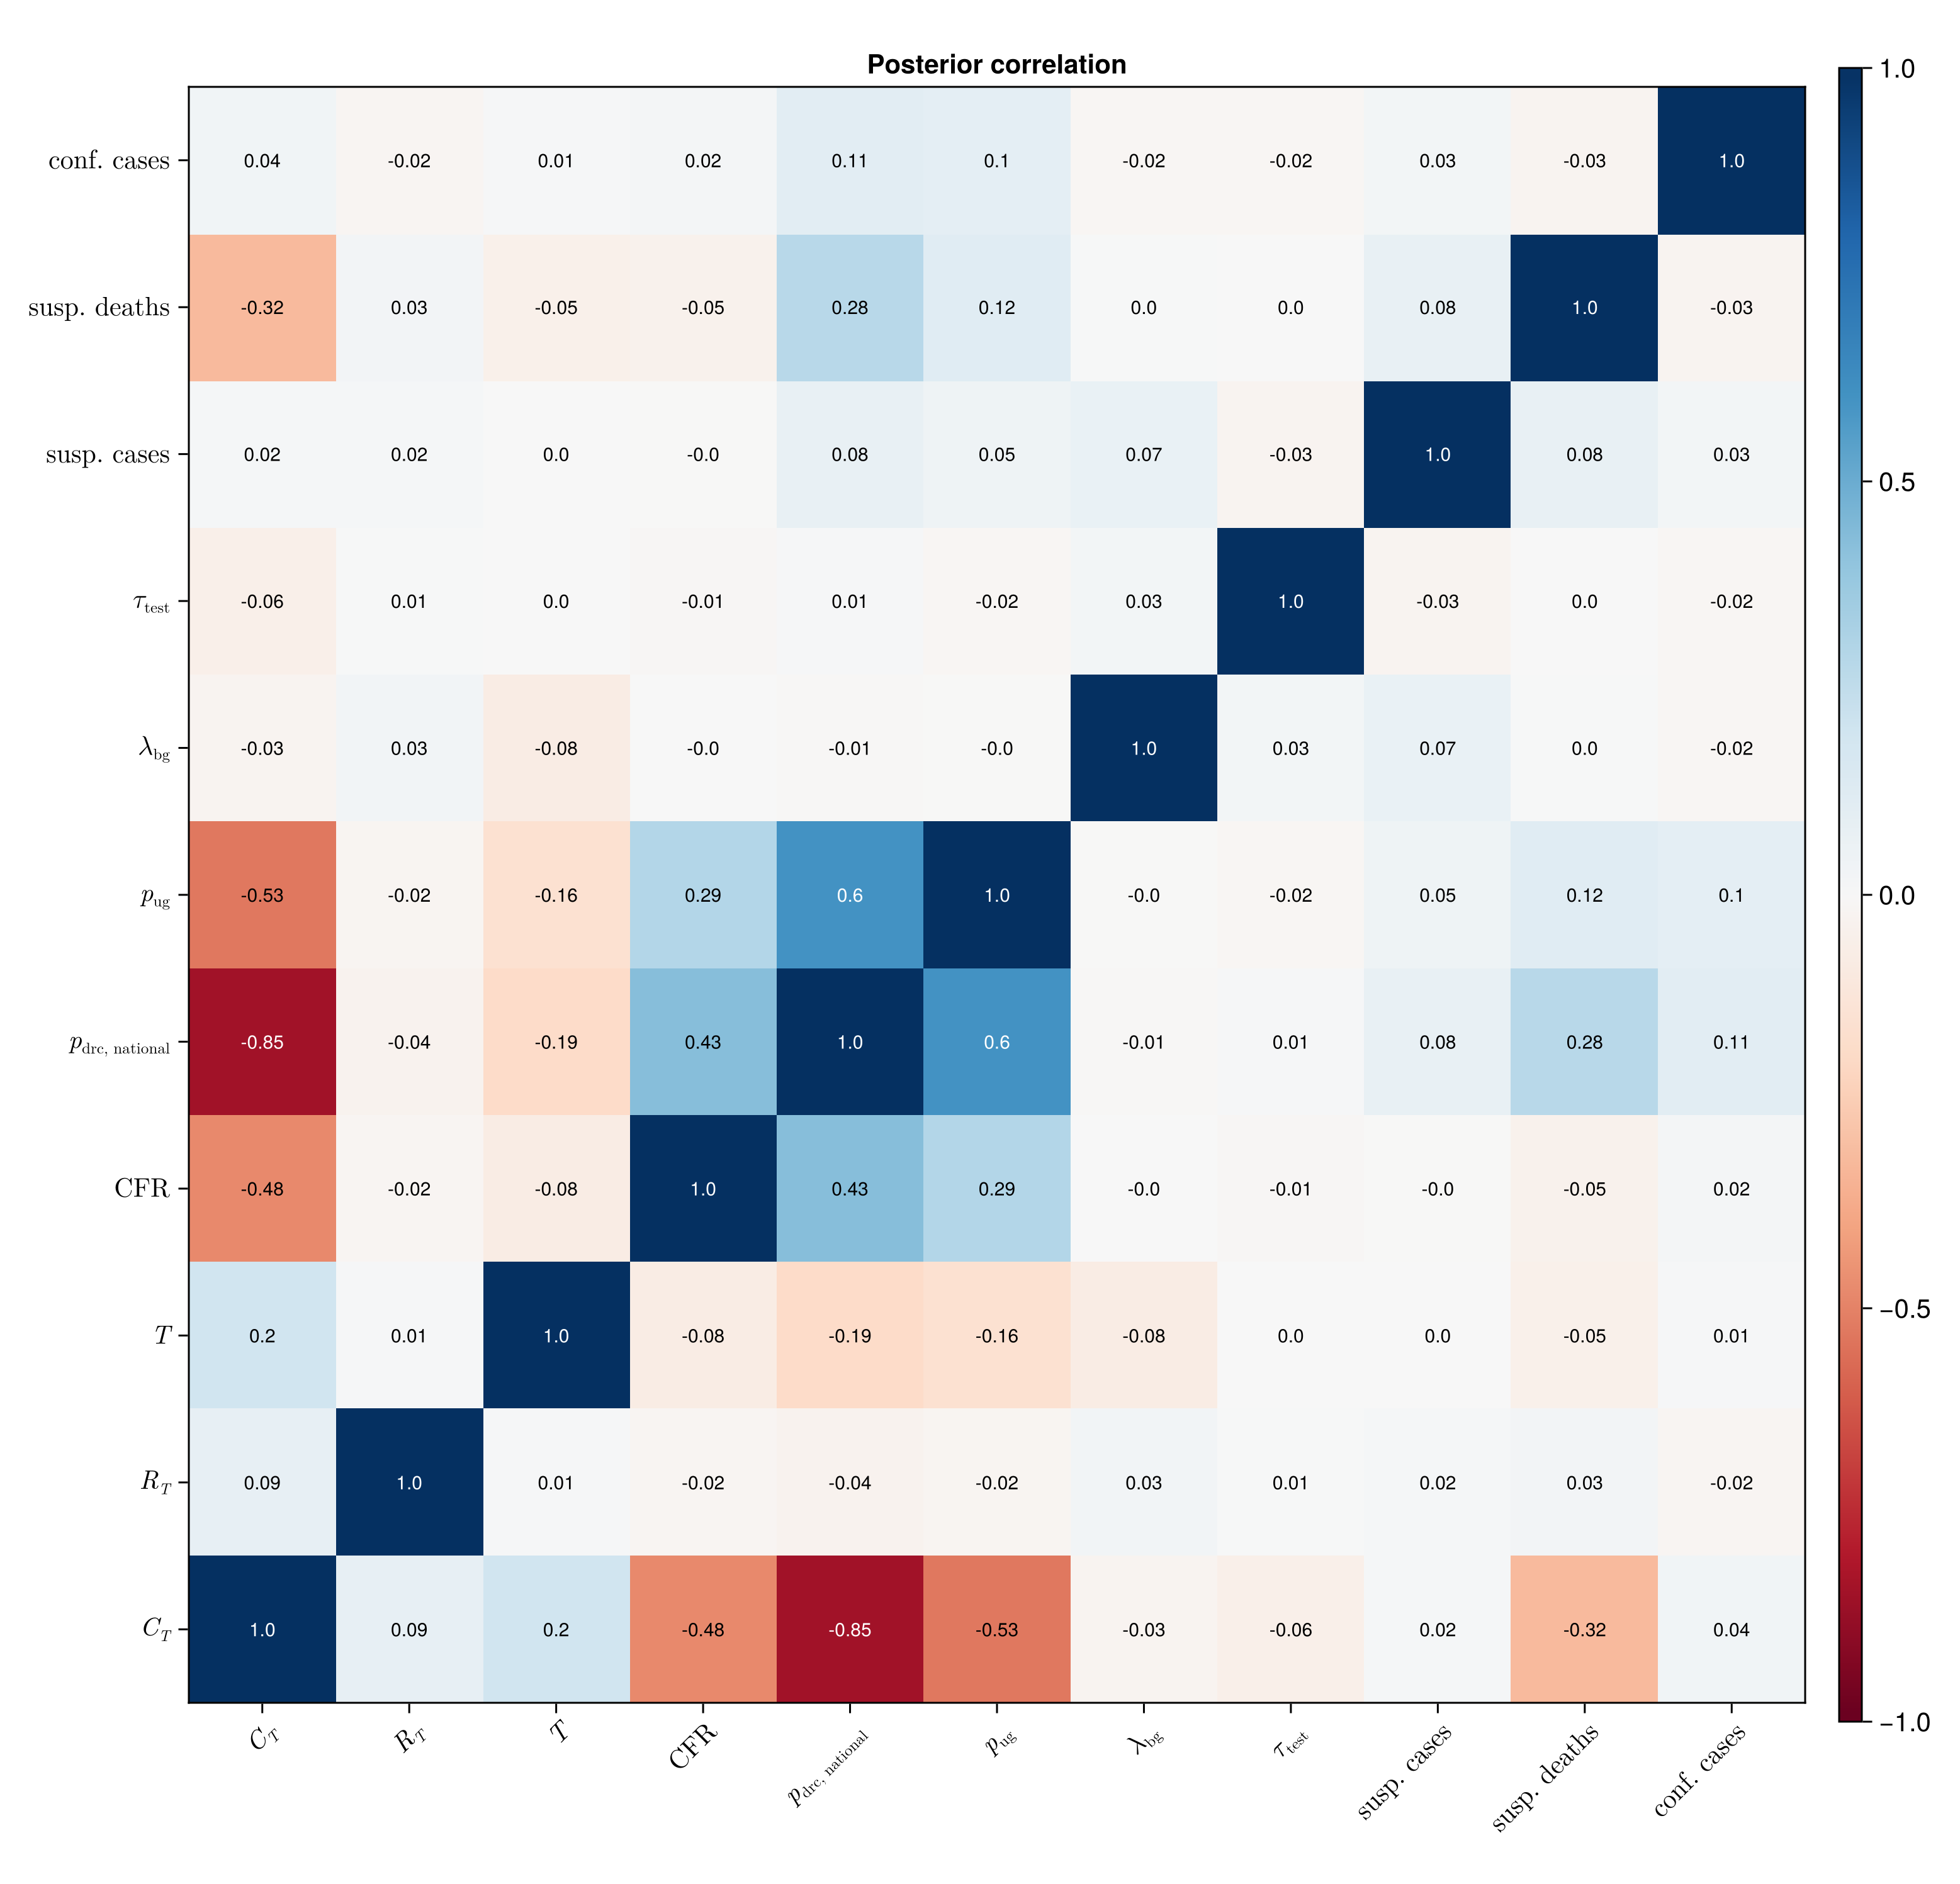 Posterior correlation
conf. cases 0.04 -0.02 0.01 0.02 0.11 0.1 -0.02 -0.02 0.03 -0.03 1.0
susp. deaths -0.32 0.03 -0.05 -0.05 0.28 0.12 0.0 0.0 0.08 1.0 -0.03
susp. cases 0.02 0.02 0.0 -0.0 0.08 0.05 0.07 -0.03 1.0 0.08 0.03
τ_test -0.06 0.01 0.0 -0.01 0.01 -0.02 0.03 1.0 -0.03 0.0 -0.02
λ_bg -0.03 0.03 -0.08 -0.0 -0.01 -0.0 1.0 0.03 0.07 0.0 -0.02
p_ug -0.53 -0.02 -0.16 0.29 0.6 1.0 -0.0 -0.02 0.05 0.12 0.1
p_drc, national -0.85 -0.04 -0.19 0.43 1.0 0.6 -0.01 0.01 0.08 0.28 0.11
CFR -0.48 -0.02 -0.08 1.0 0.43 0.29 -0.0 -0.01 -0.0 -0.05 0.02
T 0.2 0.01 1.0 -0.08 -0.19 -0.16 -0.08 0.0 0.0 -0.05 0.01
R_T 0.09 1.0 0.01 -0.02 -0.04 -0.02 0.03 0.01 0.02 0.03 -0.02
C_T 1.0 0.09 0.2 -0.48 -0.85 -0.53 -0.03 -0.06 0.02 -0.32 0.04
C_T R_T T CFR p_drc, national p_ug λ_bg τ_test susp. cases susp. deaths conf. cases
1.0
0.5
0.0
−0.5
−1.0